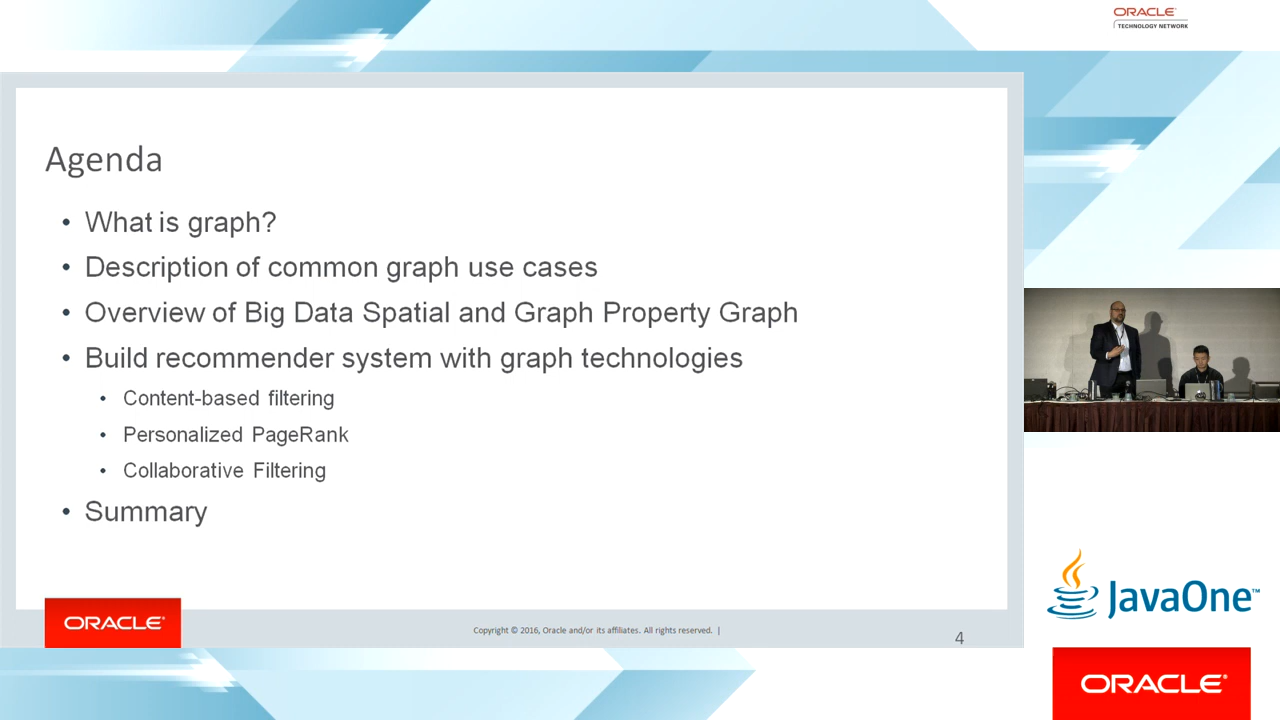 ORACLE
TECHNOLOGY NETWORK
Agenda
• What is graph?
• Description of common graph use cases
• Overview of Big Data Spatial and Graph Property Graph
• Build recommender system with graph technologies
• Content-based filtering
• Personalized PageRank
• Collaborative Filtering
• Summary
ORACLE®
Copyright © 2016, Oracle and/or its affiliates. All rights reserved. |
4
JavaOne™
ORACLE®